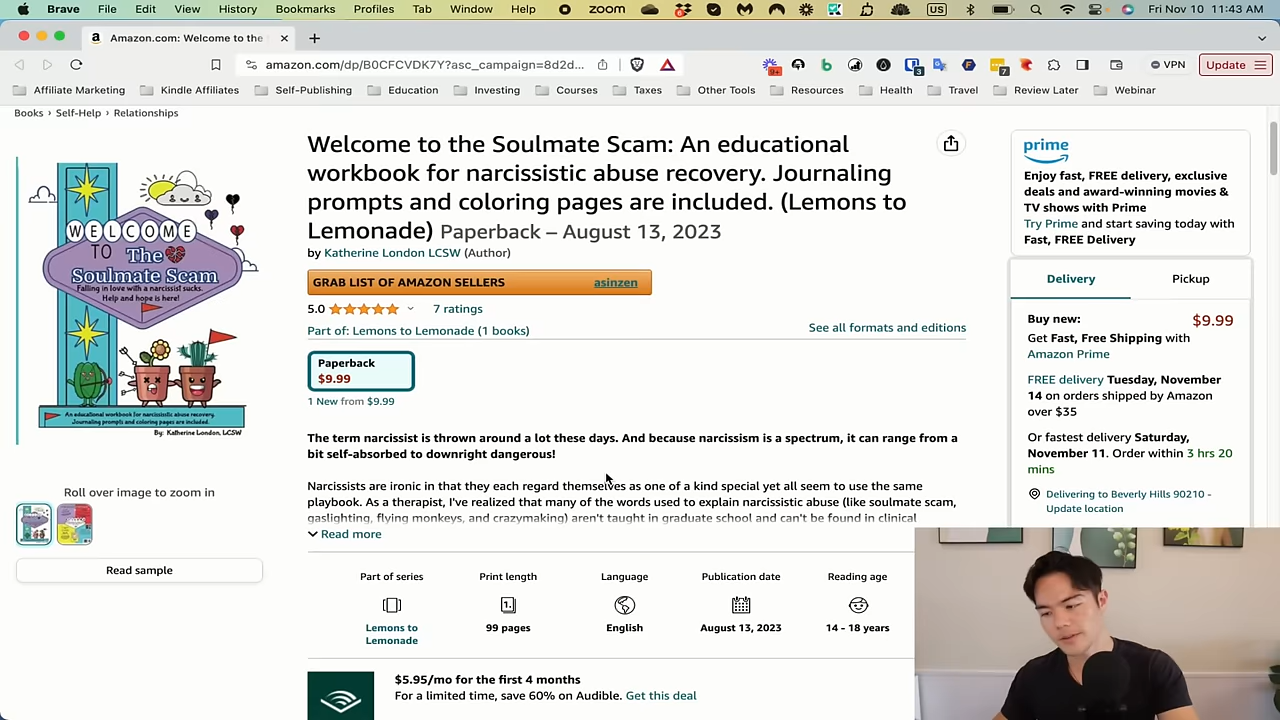 Brave File Edit View History Bookmarks Profiles Tab Window Help zoom US Fri Nov 10 11:43 AM
a Amazon.com: Welcome to the
amazon.com/dp/B0CFCVDK7Y?asc_campaign=8d2d... 9+ 3 7 VPN Update
Affiliate Marketing Kindle Affiliates Self-Publishing Education Investing Courses Taxes Other Tools Resources Health Travel Review Later Webinar
Books › Self-Help › Relationships
Welcome to the Soulmate Scam: An educational
workbook for narcissistic abuse recovery. Journaling
prompts and coloring pages are included. (Lemons to
Lemonade) Paperback – August 13, 2023
by Katherine London LCSW (Author)
GRAB LIST OF AMAZON SELLERS asinzen
5.0 7 ratings
Part of: Lemons to Lemonade (1 books)
See all formats and editions
Paperback
$9.99
1 New from $9.99
The term narcissist is thrown around a lot these days. And because narcissism is a spectrum, it can range from a
bit self-absorbed to downright dangerous!
Narcissists are ironic in that they each regard themselves as one of a kind special yet all seem to use the same
playbook. As a therapist, I've realized that many of the words used to explain narcissistic abuse (like soulmate scam,
gaslighting, flying monkeys, and crazymaking) aren't taught in graduate school and can't be found in clinical
Read more
Part of series
Lemons to
Lemonade
Print length
1.
99 pages
Language
English
Publication date
August 13, 2023
Reading age
14 - 18 years
$5.95/mo for the first 4 months
For a limited time, save 60% on Audible. Get this deal
WELCOME
TO The
Soulmate Scam
Falling in love with a narcissist sucks.
Help and hope is here!
An educational workbook for narcissistic abuse recovery.
Journaling prompts and coloring pages are included.
By: Katherine London, LCSW
Roll over image to zoom in
Read sample
prime
Enjoy fast, FREE delivery, exclusive
deals and award-winning movies &
TV shows with Prime
Try Prime and start saving today with
Fast, FREE Delivery
Delivery Pickup
Buy new: $9.99
Get Fast, Free Shipping with
Amazon Prime
FREE delivery Tuesday, November
14 on orders shipped by Amazon
over $35
Or fastest delivery Saturday,
November 11. Order within 3 hrs 20
mins
Delivering to Beverly Hills 90210 -
Update location